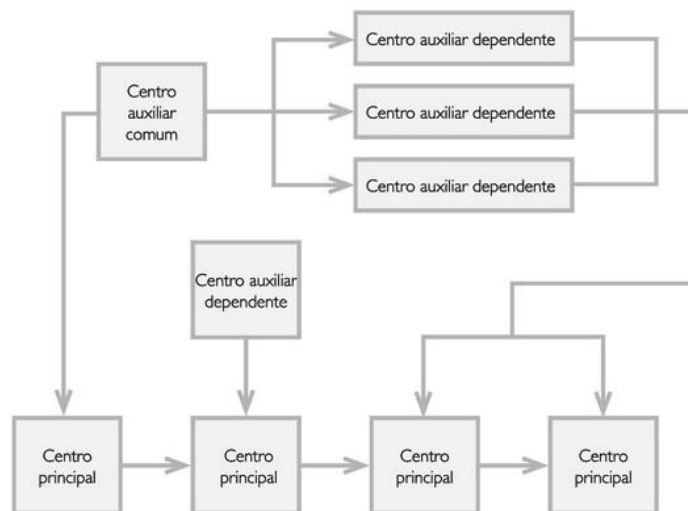 Centro auxiliar dependente
Centro
auxiliar
comum
Centro auxiliar dependente
Centro auxiliar dependente
Centro auxiliar
dependente
Centro
principal
Centro
principal
Centro
principal
Centro
principal